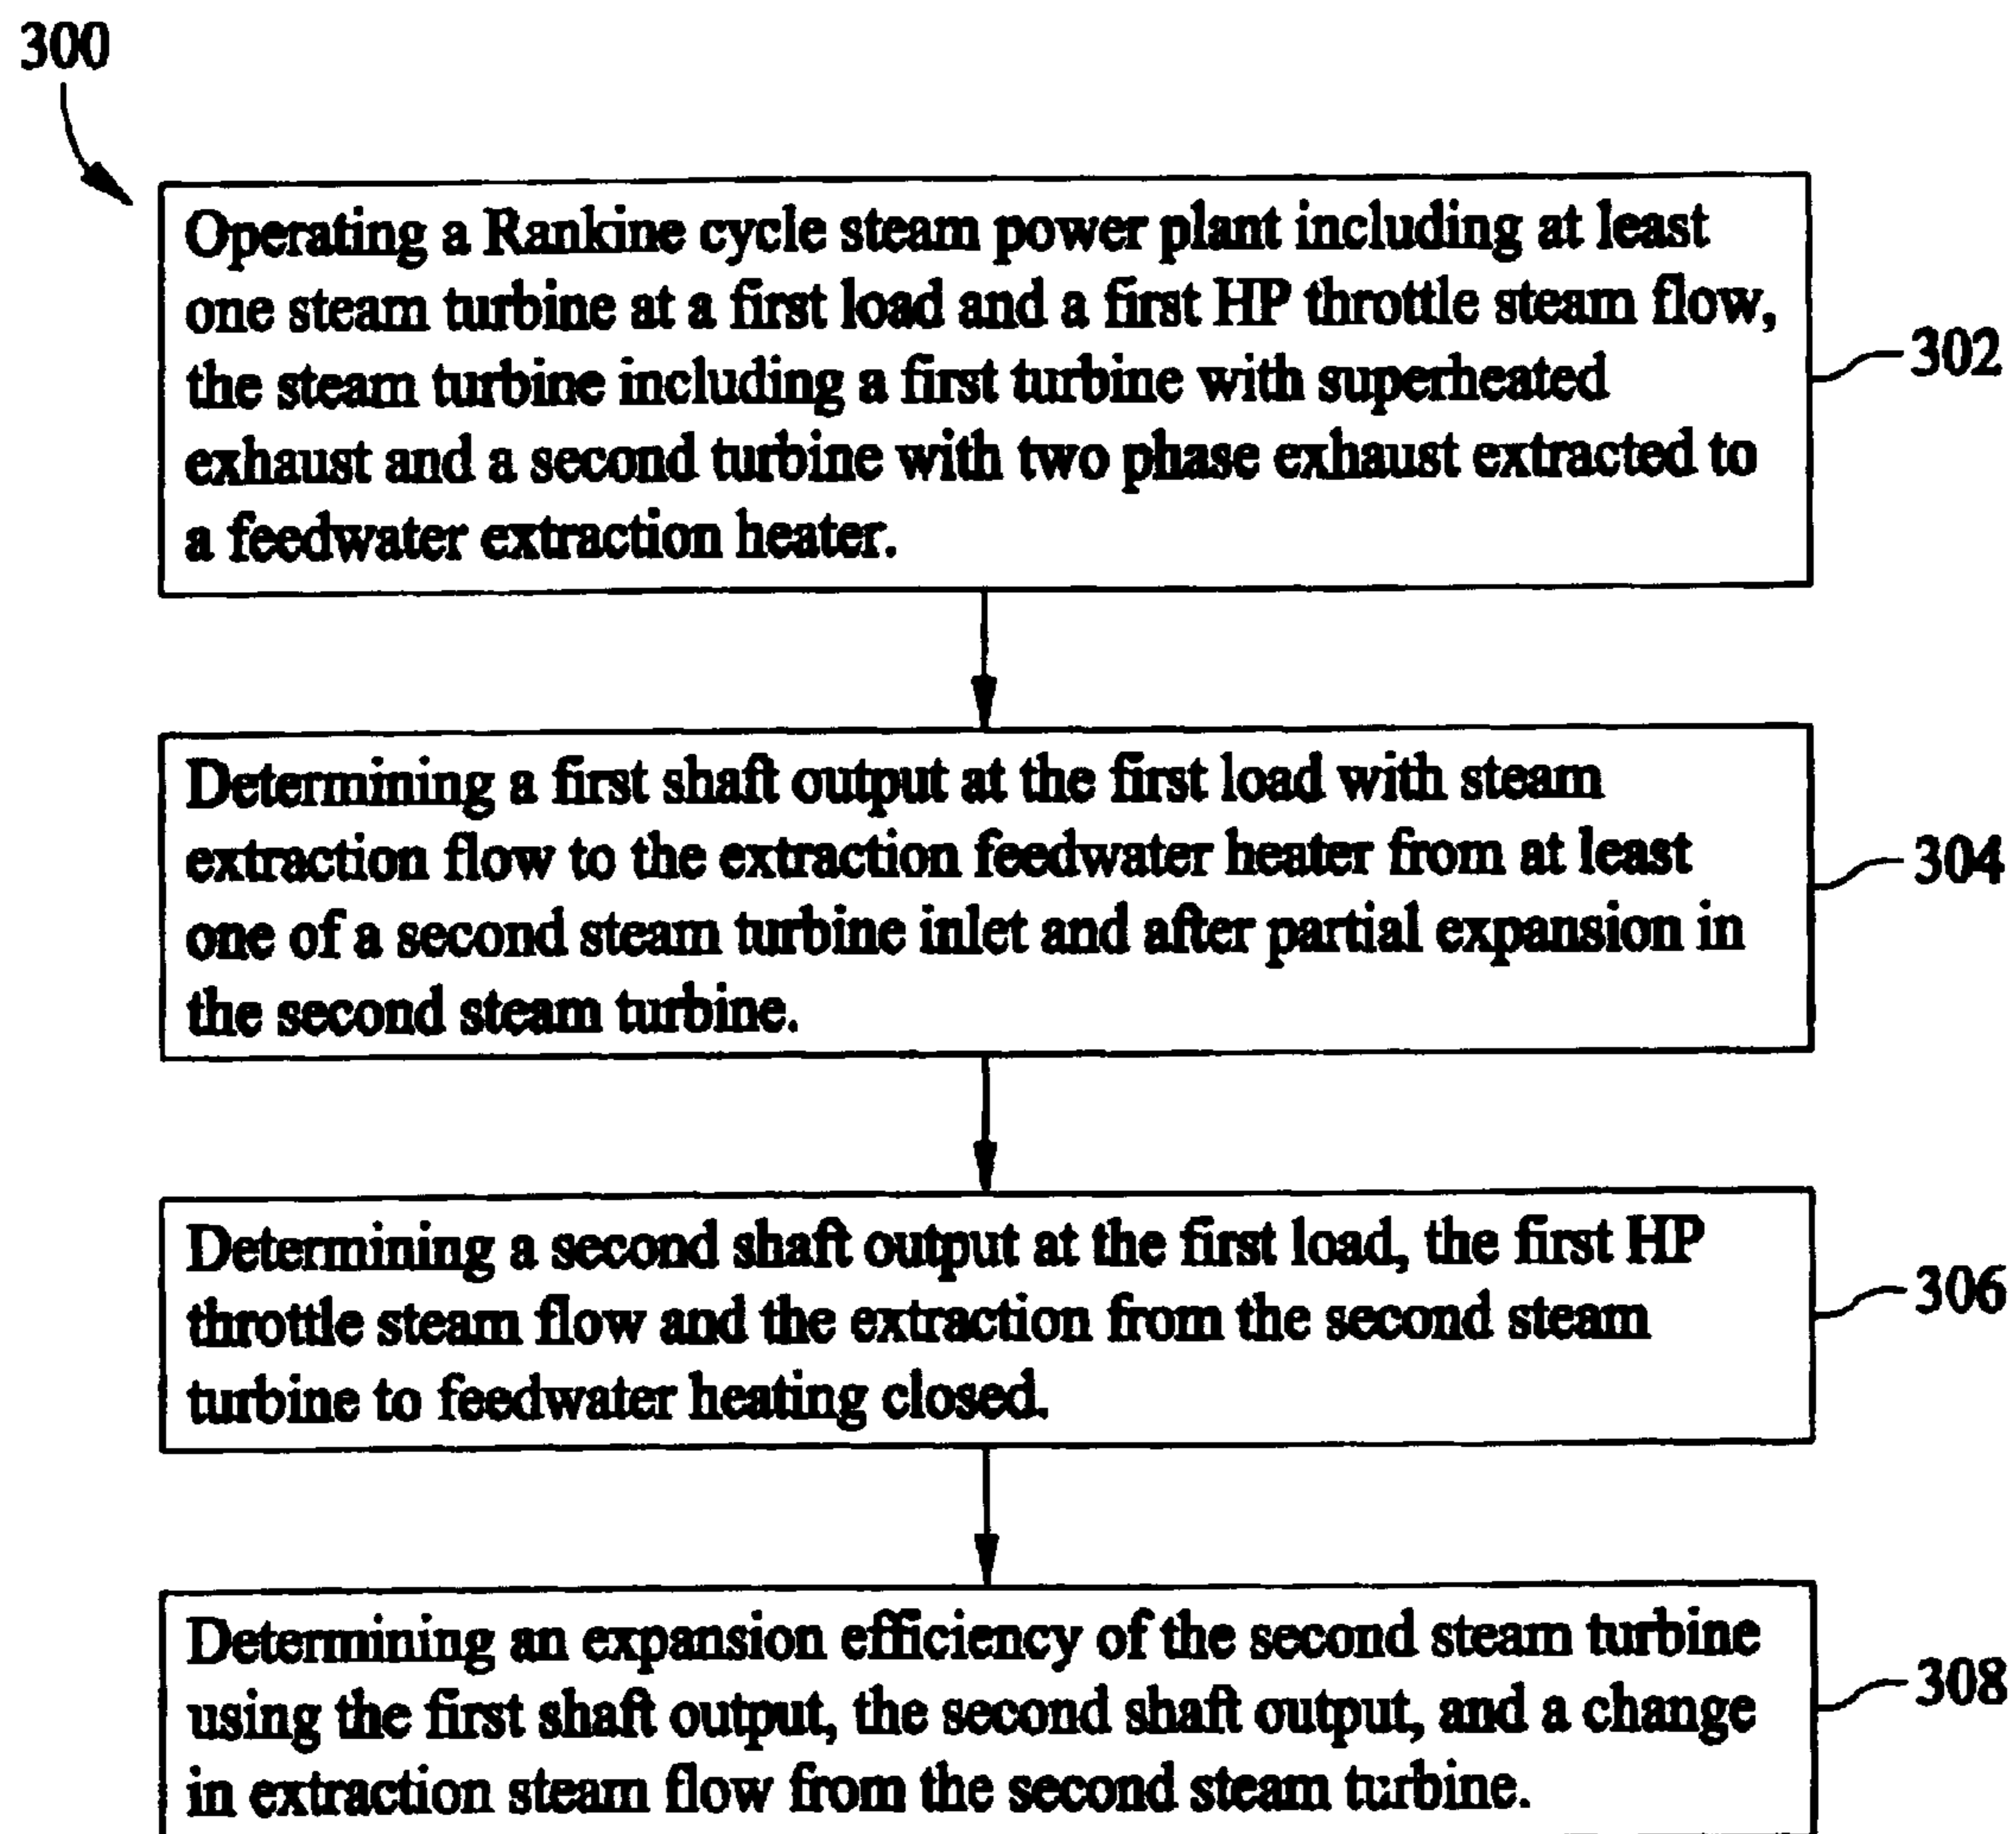 300
Operating a Rankine cycle steam power plant including at least
one steam turbine at a first load and a first HP throttle steam flow,
the steam turbine including a first turbine with superheated
exhaust and a second turbine with two phase exhaust extracted to
a feedwater extraction heater.
302
Determining a first shaft output at the first load with steam
extraction flow to the extraction feedwater heater from at least
one of a second steam turbine inlet and after partial expansion in
the second steam turbine.
304
Determining a second shaft output at the first load, the first HP
throttle steam flow and the extraction from the second steam
turbine to feedwater heating closed.
306
Determining an expansion efficiency of the second steam turbine
using the first shaft output, the second shaft output, and a change
in extraction steam flow from the second steam turbine.
308